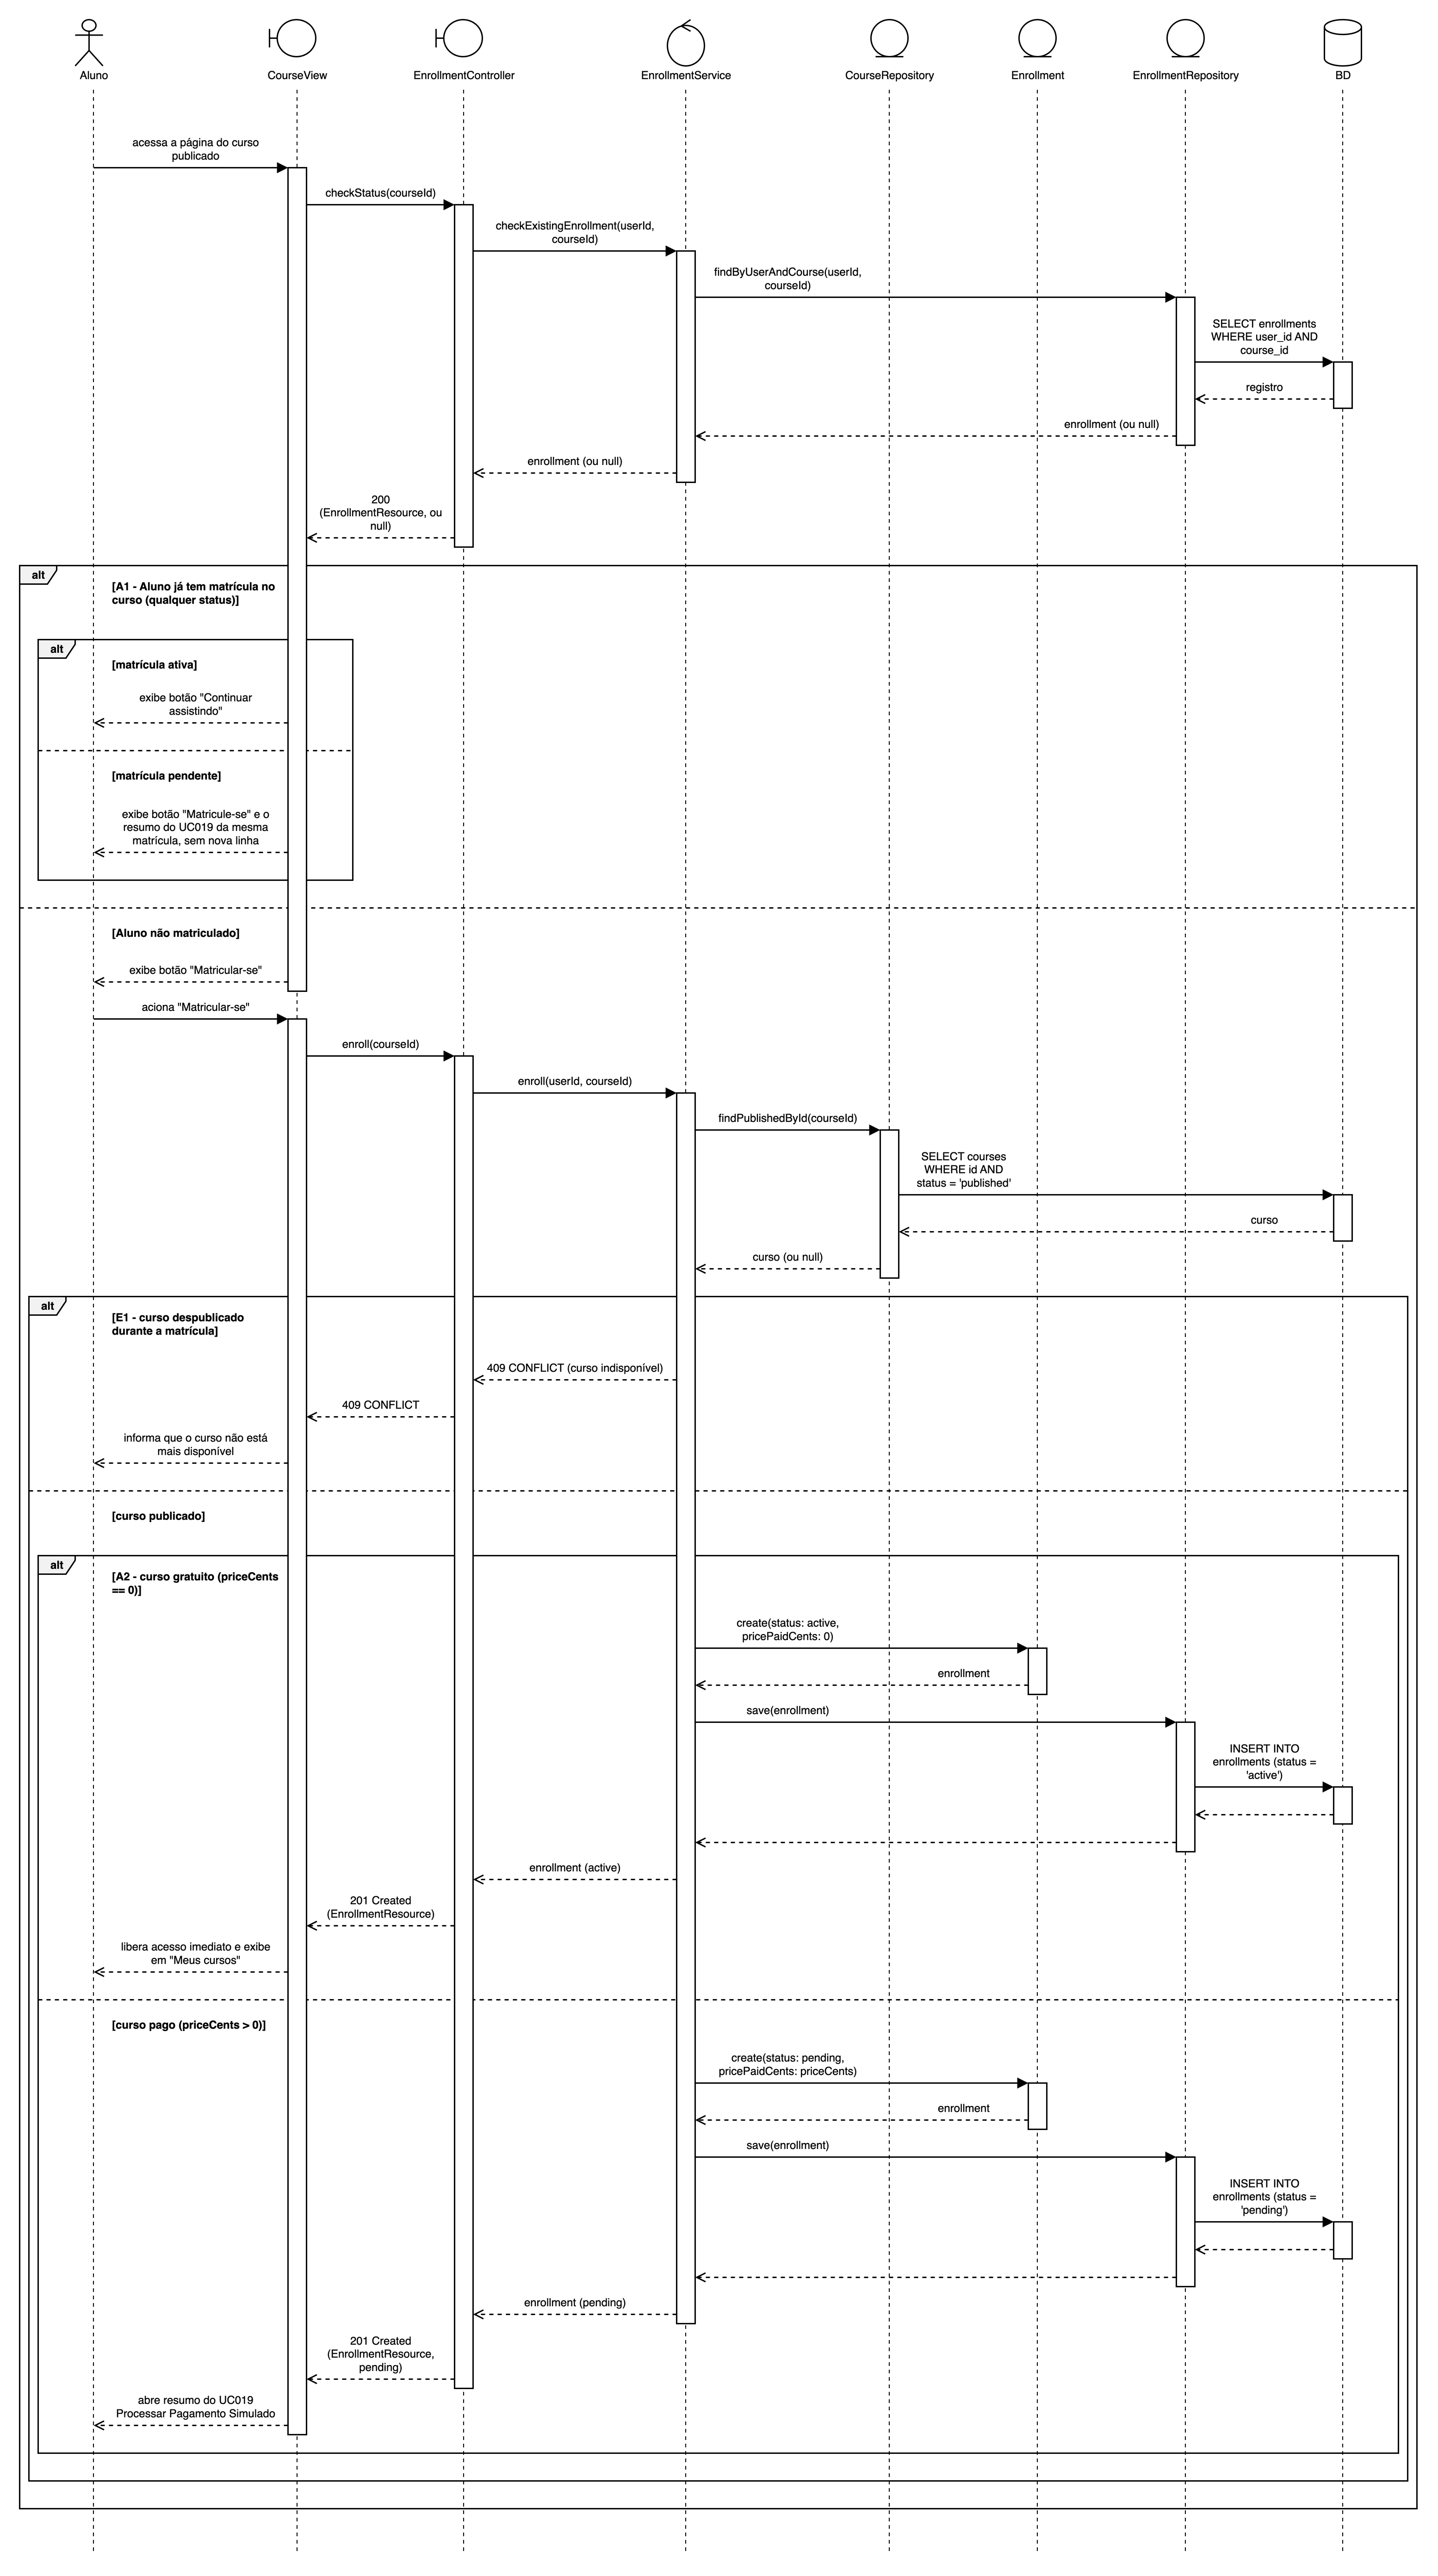 Aluno
CourseView
EnrollmentController
EnrollmentService
CourseRepository
Enrollment
EnrollmentRepository
BD
acessa a página do curso
publicado
checkStatus(courseId)
checkExistingEnrollment(userId,
courseId)
findByUserAndCourse(userId,
courseId)
SELECT enrollments
WHERE user_id AND
course_id
registro
enrollment (ou null)
enrollment (ou null)
200
(EnrollmentResource, ou
null)
alt
[A1 - Aluno já tem matrícula no
curso (qualquer status)]
alt
[matrícula ativa]
exibe botão "Continuar
assistindo"
[matrícula pendente]
exibe botão "Matricule-se" e o
resumo do UC019 da mesma
matrícula, sem nova linha
[Aluno não matriculado]
exibe botão "Matricular-se"
aciona "Matricular-se"
enroll(courseId)
enroll(userId, courseId)
findPublishedById(courseId)
SELECT courses
WHERE id AND
status = 'published'
curso
curso (ou null)
alt
[E1 - curso despublicado
durante a matrícula]
409 CONFLICT (curso indisponível)
409 CONFLICT
informa que o curso não está
mais disponível
[curso publicado]
alt
[A2 - curso gratuito (priceCents
== 0)]
create(status: active,
pricePaidCents: 0)
enrollment
save(enrollment)
INSERT INTO
enrollments (status =
'active')
enrollment (active)
201 Created
(EnrollmentResource)
libera acesso imediato e exibe
em "Meus cursos"
[curso pago (priceCents > 0)]
create(status: pending,
pricePaidCents: priceCents)
enrollment
save(enrollment)
INSERT INTO
enrollments (status =
'pending')
enrollment (pending)
201 Created
(EnrollmentResource,
pending)
abre resumo do UC019
Processar Pagamento Simulado